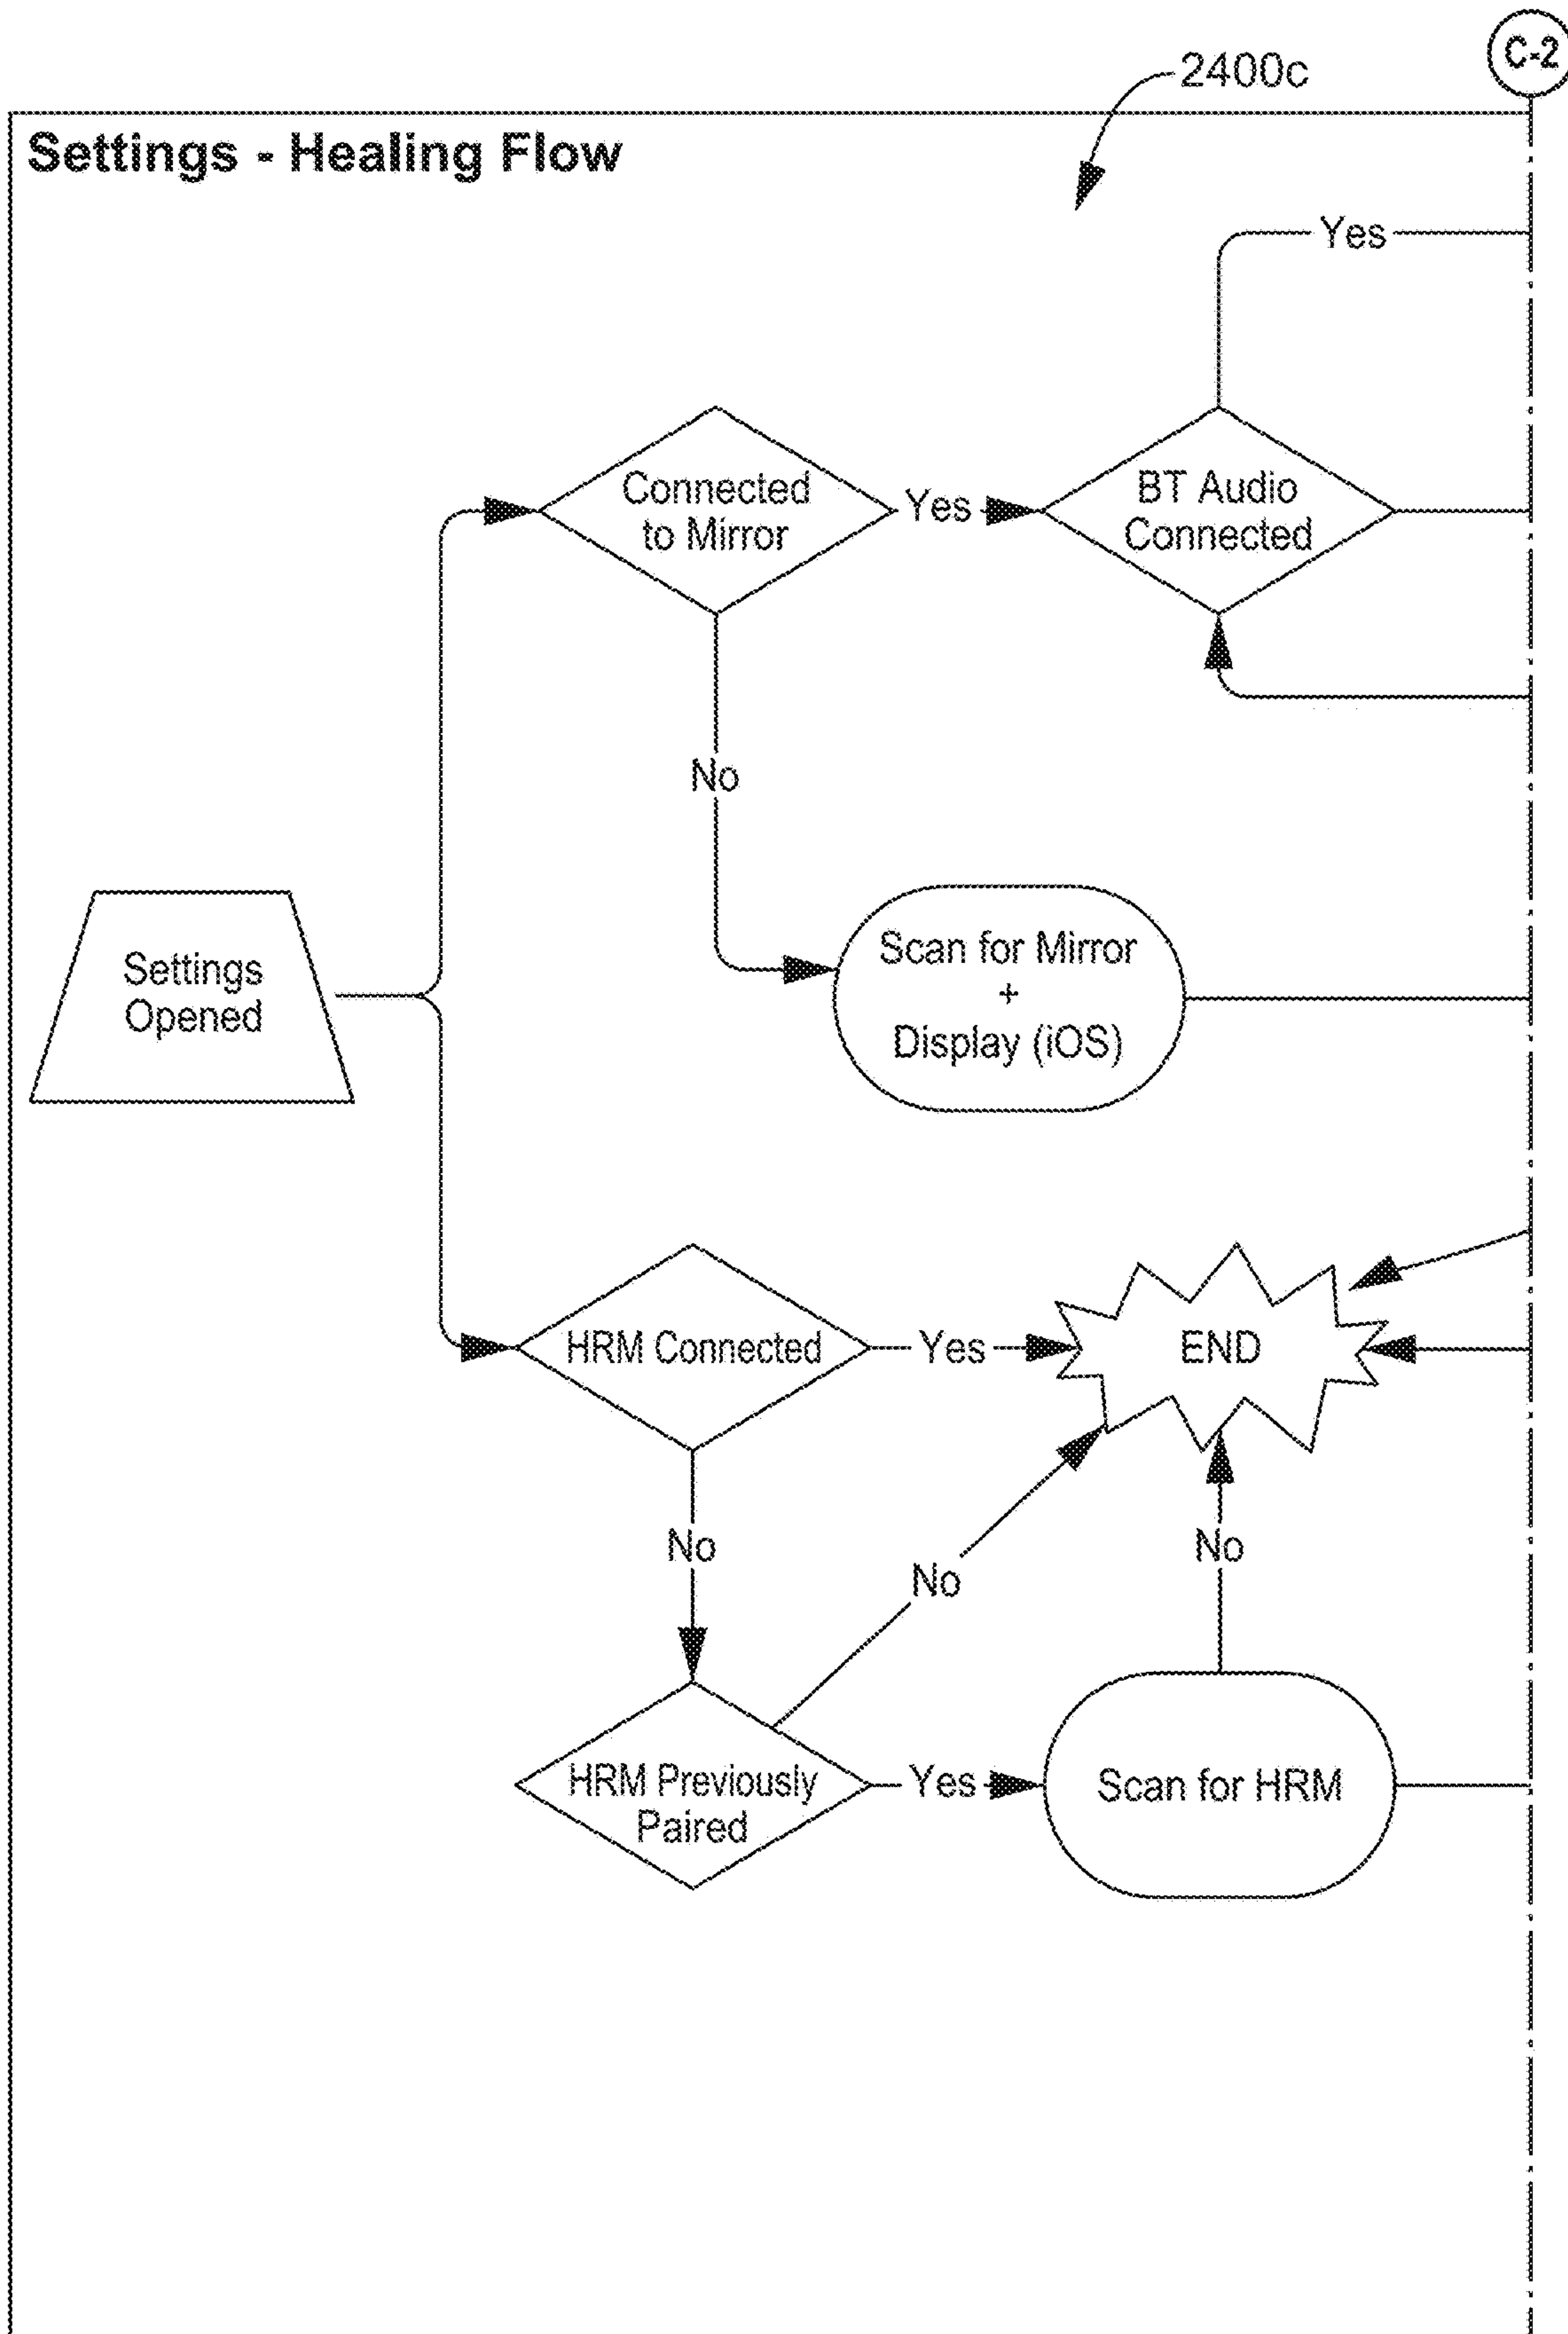 C-2
2400c
Settings - Healing Flow
Yes
Connected
to Mirror
Yes
BT Audio
Connected
No
Settings
Opened
Scan for Mirror
+
Display (iOS)
HRM Connected
Yes
END
No
No
No
HRM Previously
Paired
Yes
Scan for HRM